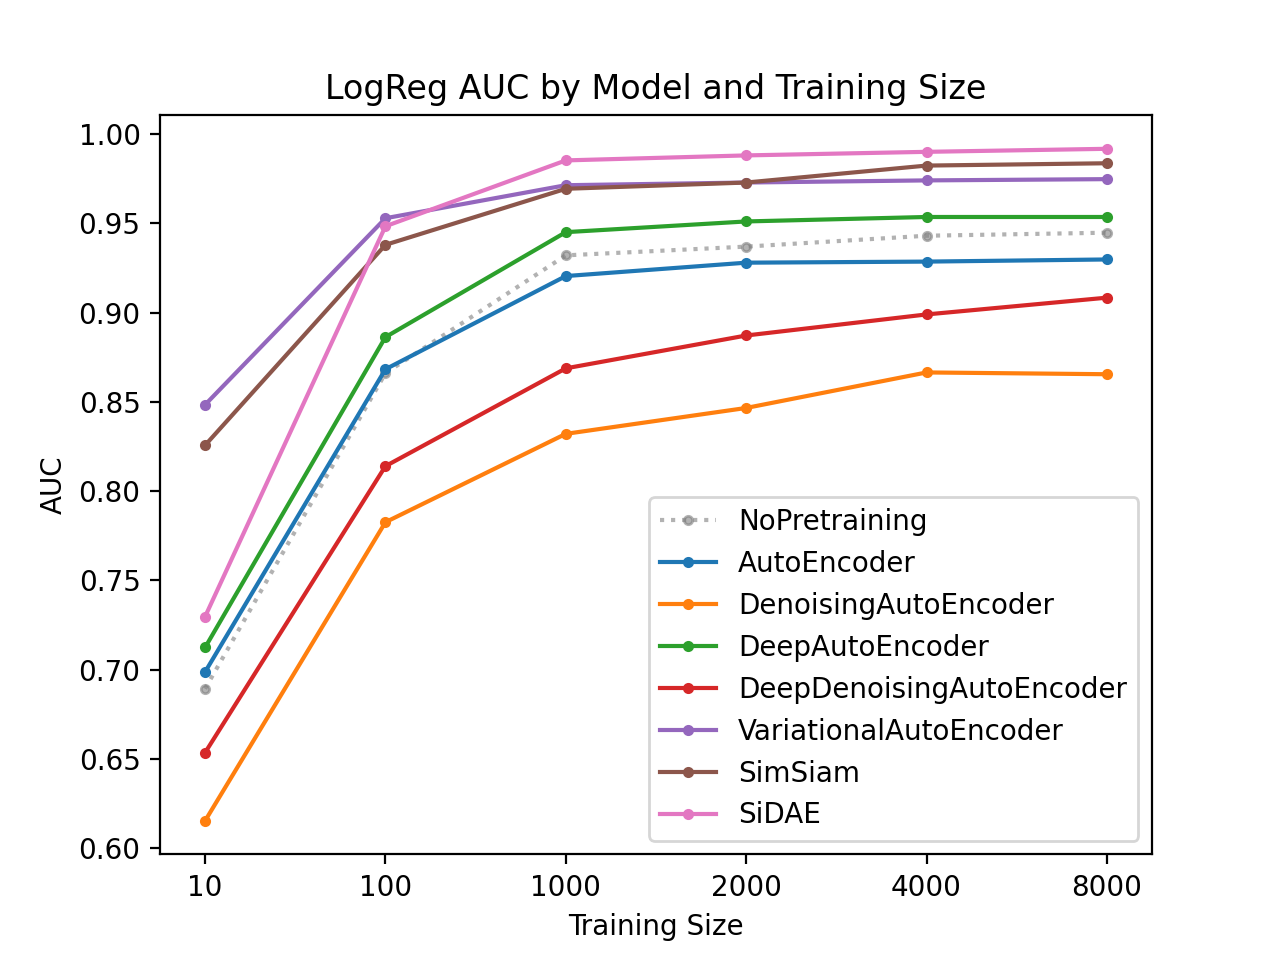 LogReg AUC by Model and Training Size
1.00
0.95
0.90
0.85
0.80
0.75
0.70
0.65
0.60
AUC
NoPretraining
AutoEncoder
DenoisingAutoEncoder
DeepAutoEncoder
DeepDenoisingAutoEncoder
VariationalAutoEncoder
SimSiam
SiDAE
10 100 1000 2000 4000 8000
Training Size